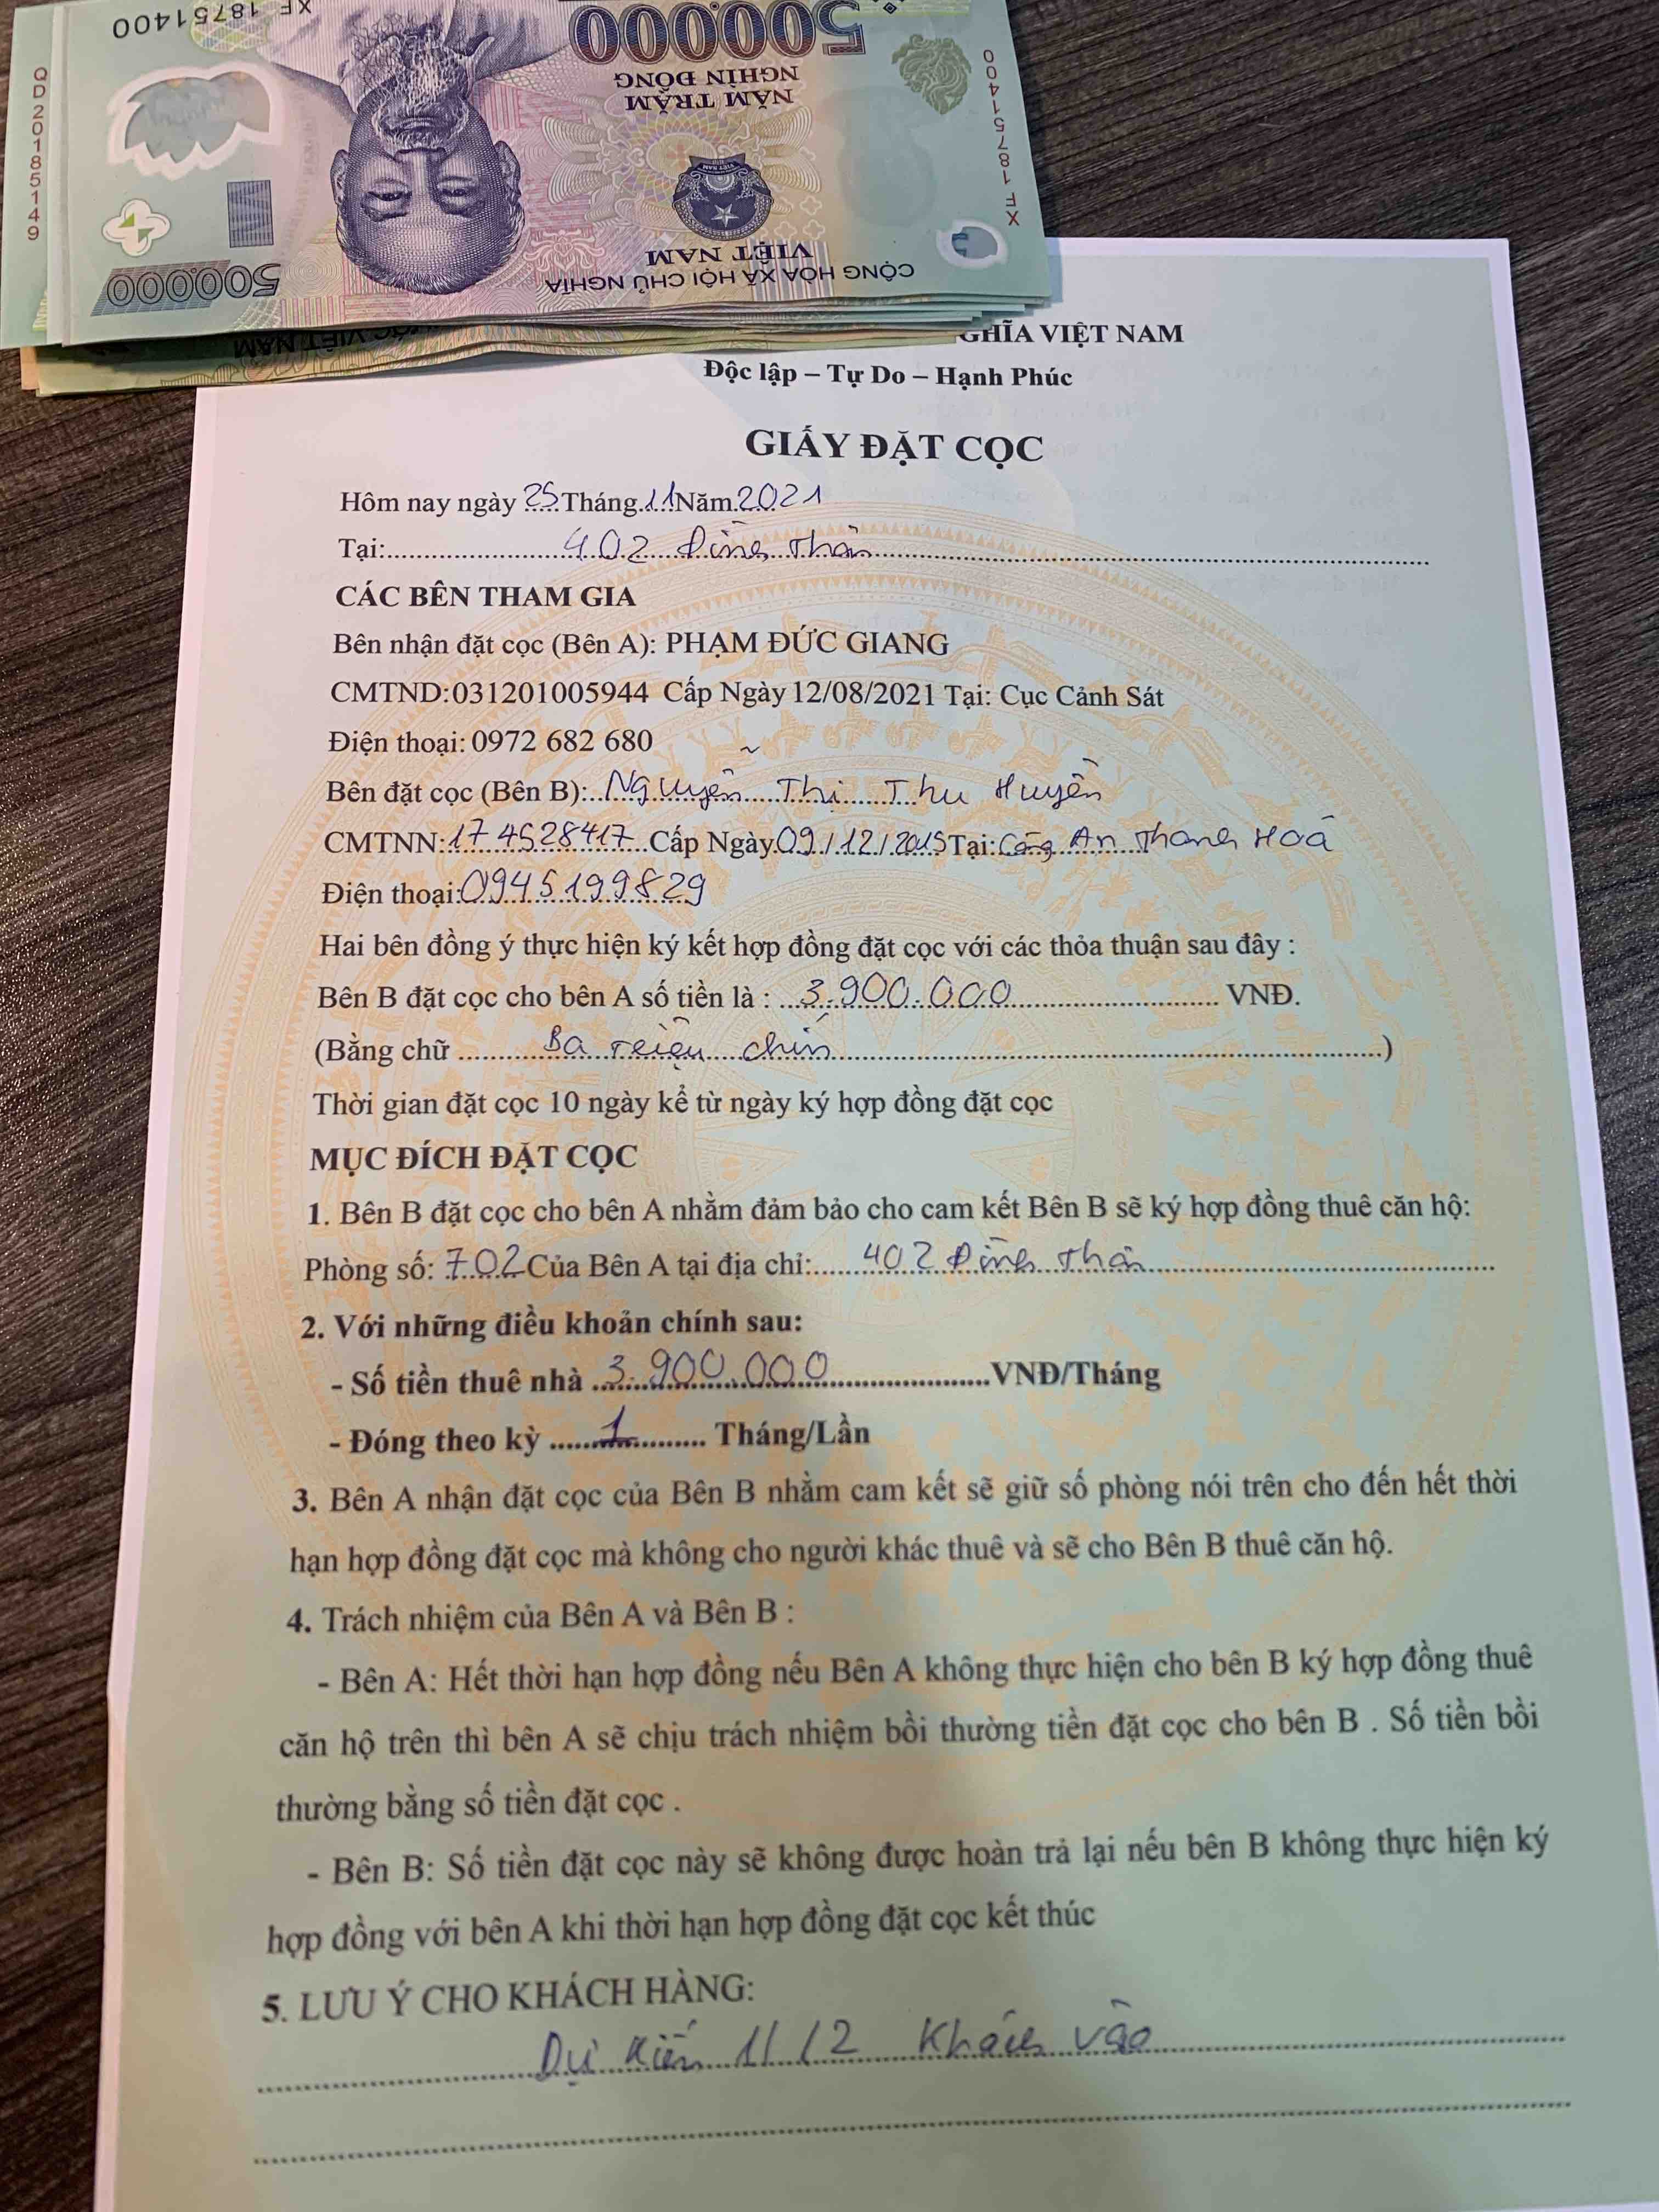 XF 18751400
500000
NĂM TRĂM
NGHÌN ĐỒNG
VIỆT NAM
CỘNG HÒA XÃ HỘI CHỦ NGHĨA
500000
XF 18751400
QD 20185149
VIỆT NAM
GHĨA VIỆT NAM
Độc lập – Tự Do – Hạnh Phúc
GIẤY ĐẶT CỌC
Hôm nay ngày 25 Tháng 11 Năm 2021
Tại: 402 Đình Thôn
CÁC BÊN THAM GIA
Bên nhận đặt cọc (Bên A): PHẠM ĐỨC GIANG
CMTND:031201005944 Cấp Ngày 12/08/2021 Tại: Cục Cảnh Sát
Điện thoại: 0972 682 680
Bên đặt cọc (Bên B): Nguyễn Thị Thu Huyền
CMTNN: 174528417 Cấp Ngày 09/12/2015 Tại: Công An Thanh Hoá
Điện thoại: 0945199829
Hai bên đồng ý thực hiện ký kết hợp đồng đặt cọc với các thỏa thuận sau đây :
Bên B đặt cọc cho bên A số tiền là : 3.900.000 VNĐ.
(Bằng chữ Ba triệu chín)
Thời gian đặt cọc 10 ngày kể từ ngày ký hợp đồng đặt cọc
MỤC ĐÍCH ĐẶT CỌC
1. Bên B đặt cọc cho bên A nhằm đảm bảo cho cam kết Bên B sẽ ký hợp đồng thuê căn hộ:
Phòng số: 702 Của Bên A tại địa chỉ: 402 Đình Thôn
2. Với những điều khoản chính sau:
- Số tiền thuê nhà 3.900.000 VNĐ/Tháng
- Đóng theo kỳ 1 Tháng/Lần
3. Bên A nhận đặt cọc của Bên B nhằm cam kết sẽ giữ số phòng nói trên cho đến hết thời
hạn hợp đồng đặt cọc mà không cho người khác thuê và sẽ cho Bên B thuê căn hộ.
4. Trách nhiệm của Bên A và Bên B :
- Bên A: Hết thời hạn hợp đồng nếu Bên A không thực hiện cho bên B ký hợp đồng thuê
căn hộ trên thì bên A sẽ chịu trách nhiệm bồi thường tiền đặt cọc cho bên B . Số tiền bồi
thường bằng số tiền đặt cọc .
- Bên B: Số tiền đặt cọc này sẽ không được hoàn trả lại nếu bên B không thực hiện ký
hợp đồng với bên A khi thời hạn hợp đồng đặt cọc kết thúc
5. LƯU Ý CHO KHÁCH HÀNG:
Dự kiến 1/12 Khách vào